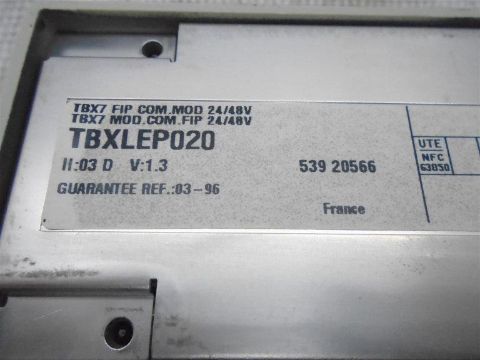 TBX7 FIP COM.MOD 24/48V
TBX7 MOD.COM.FIP 24/48V
TBXLEP020
II:03 D V:1.3 539 20566
GUARANTEE REF.:03-96
France
UTE
NFC
63850